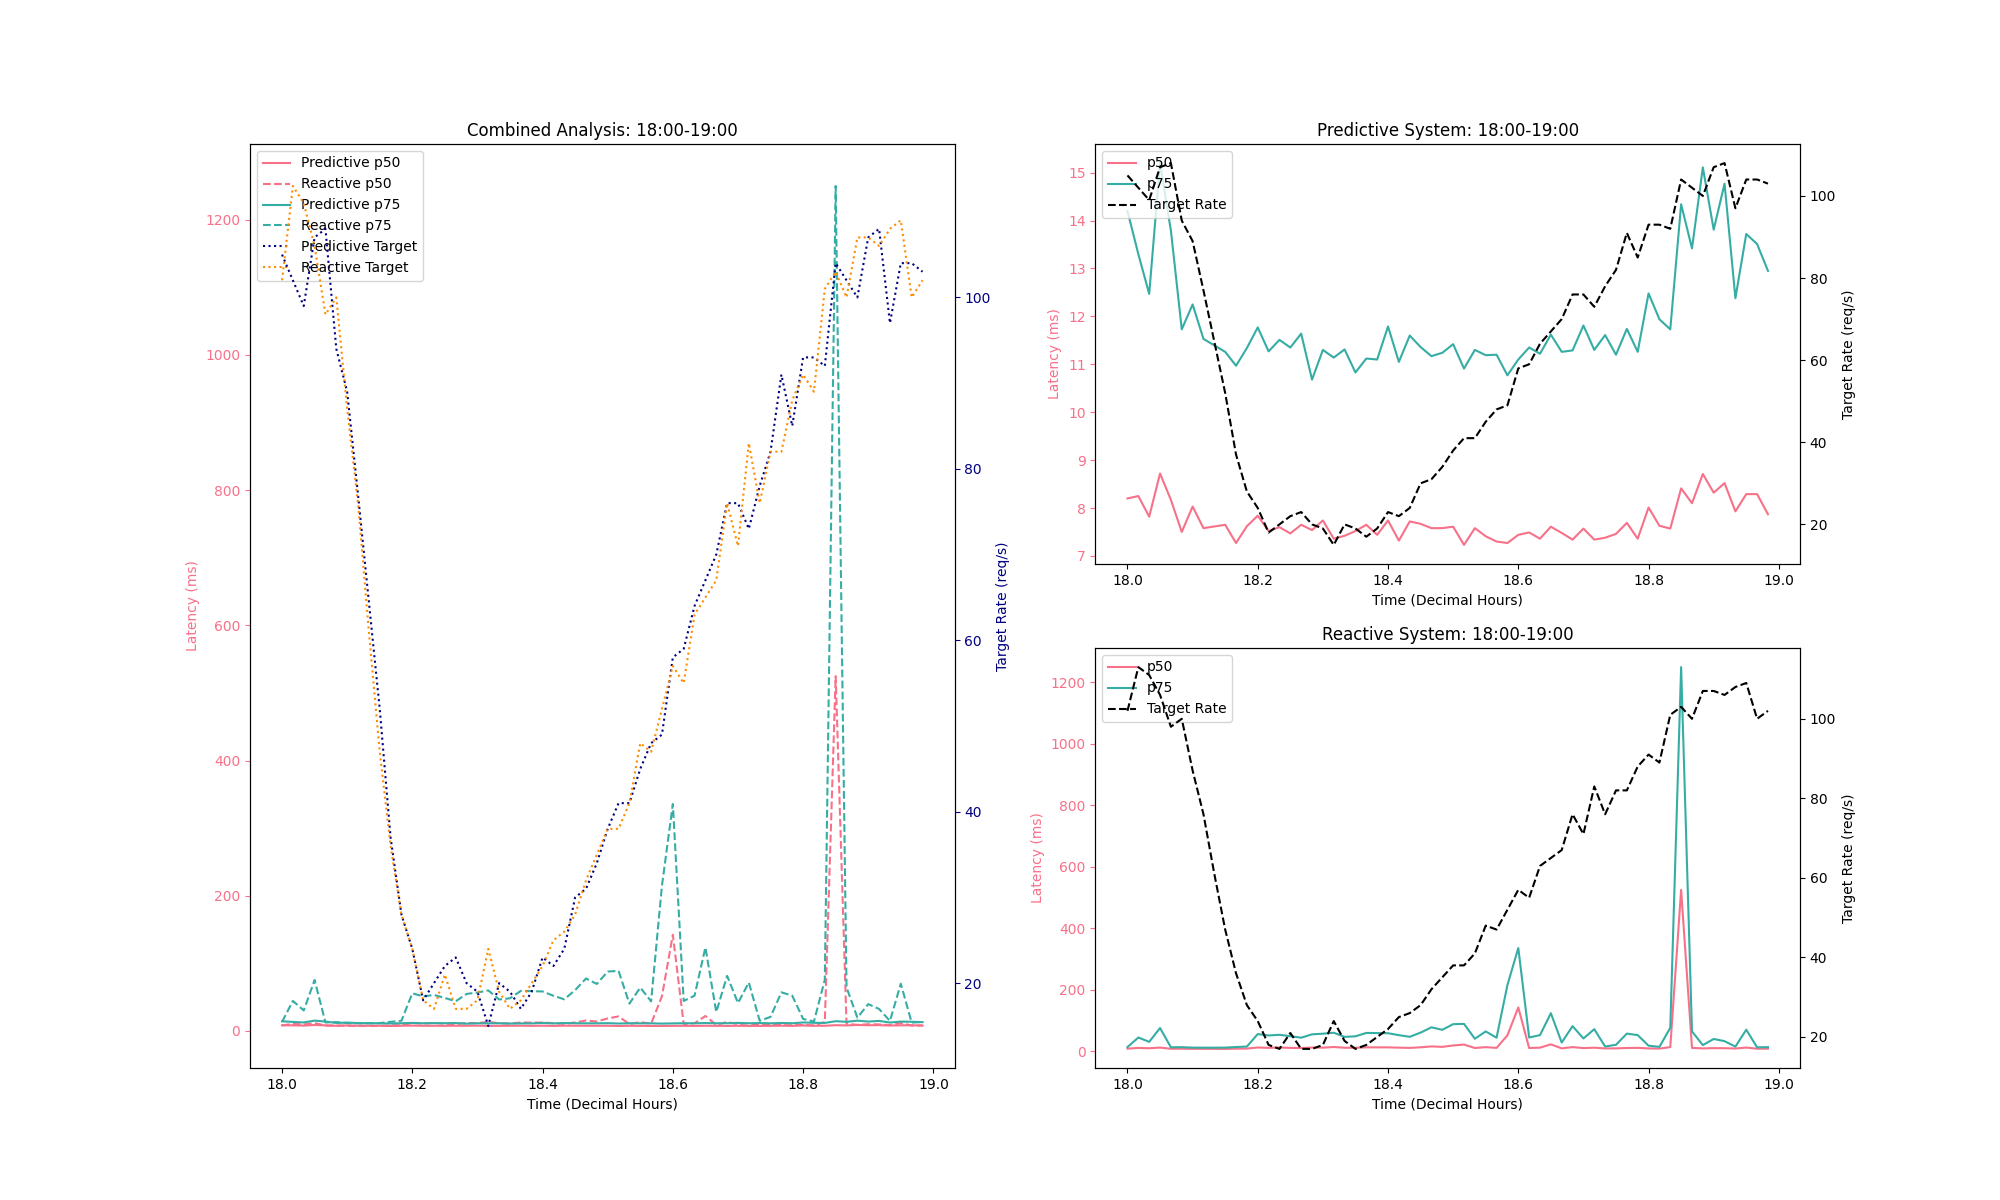 Combined Analysis: 18:00-19:00
Predictive p50
Reactive p50
Predictive p75
Reactive p75
Predictive Target
Reactive Target
1200
1000
800
600
400
200
0
Latency (ms)
100
80
60
40
20
Target Rate (req/s)
18.0 18.2 18.4 18.6 18.8 19.0
Time (Decimal Hours)
Predictive System: 18:00-19:00
p50
p75
Target Rate
15
14
13
12
11
10
9
8
7
Latency (ms)
100
80
60
40
20
Target Rate (req/s)
18.0 18.2 18.4 18.6 18.8 19.0
Time (Decimal Hours)
Reactive System: 18:00-19:00
p50
p75
Target Rate
1200
1000
800
600
400
200
0
Latency (ms)
100
80
60
40
20
Target Rate (req/s)
18.0 18.2 18.4 18.6 18.8 19.0
Time (Decimal Hours)